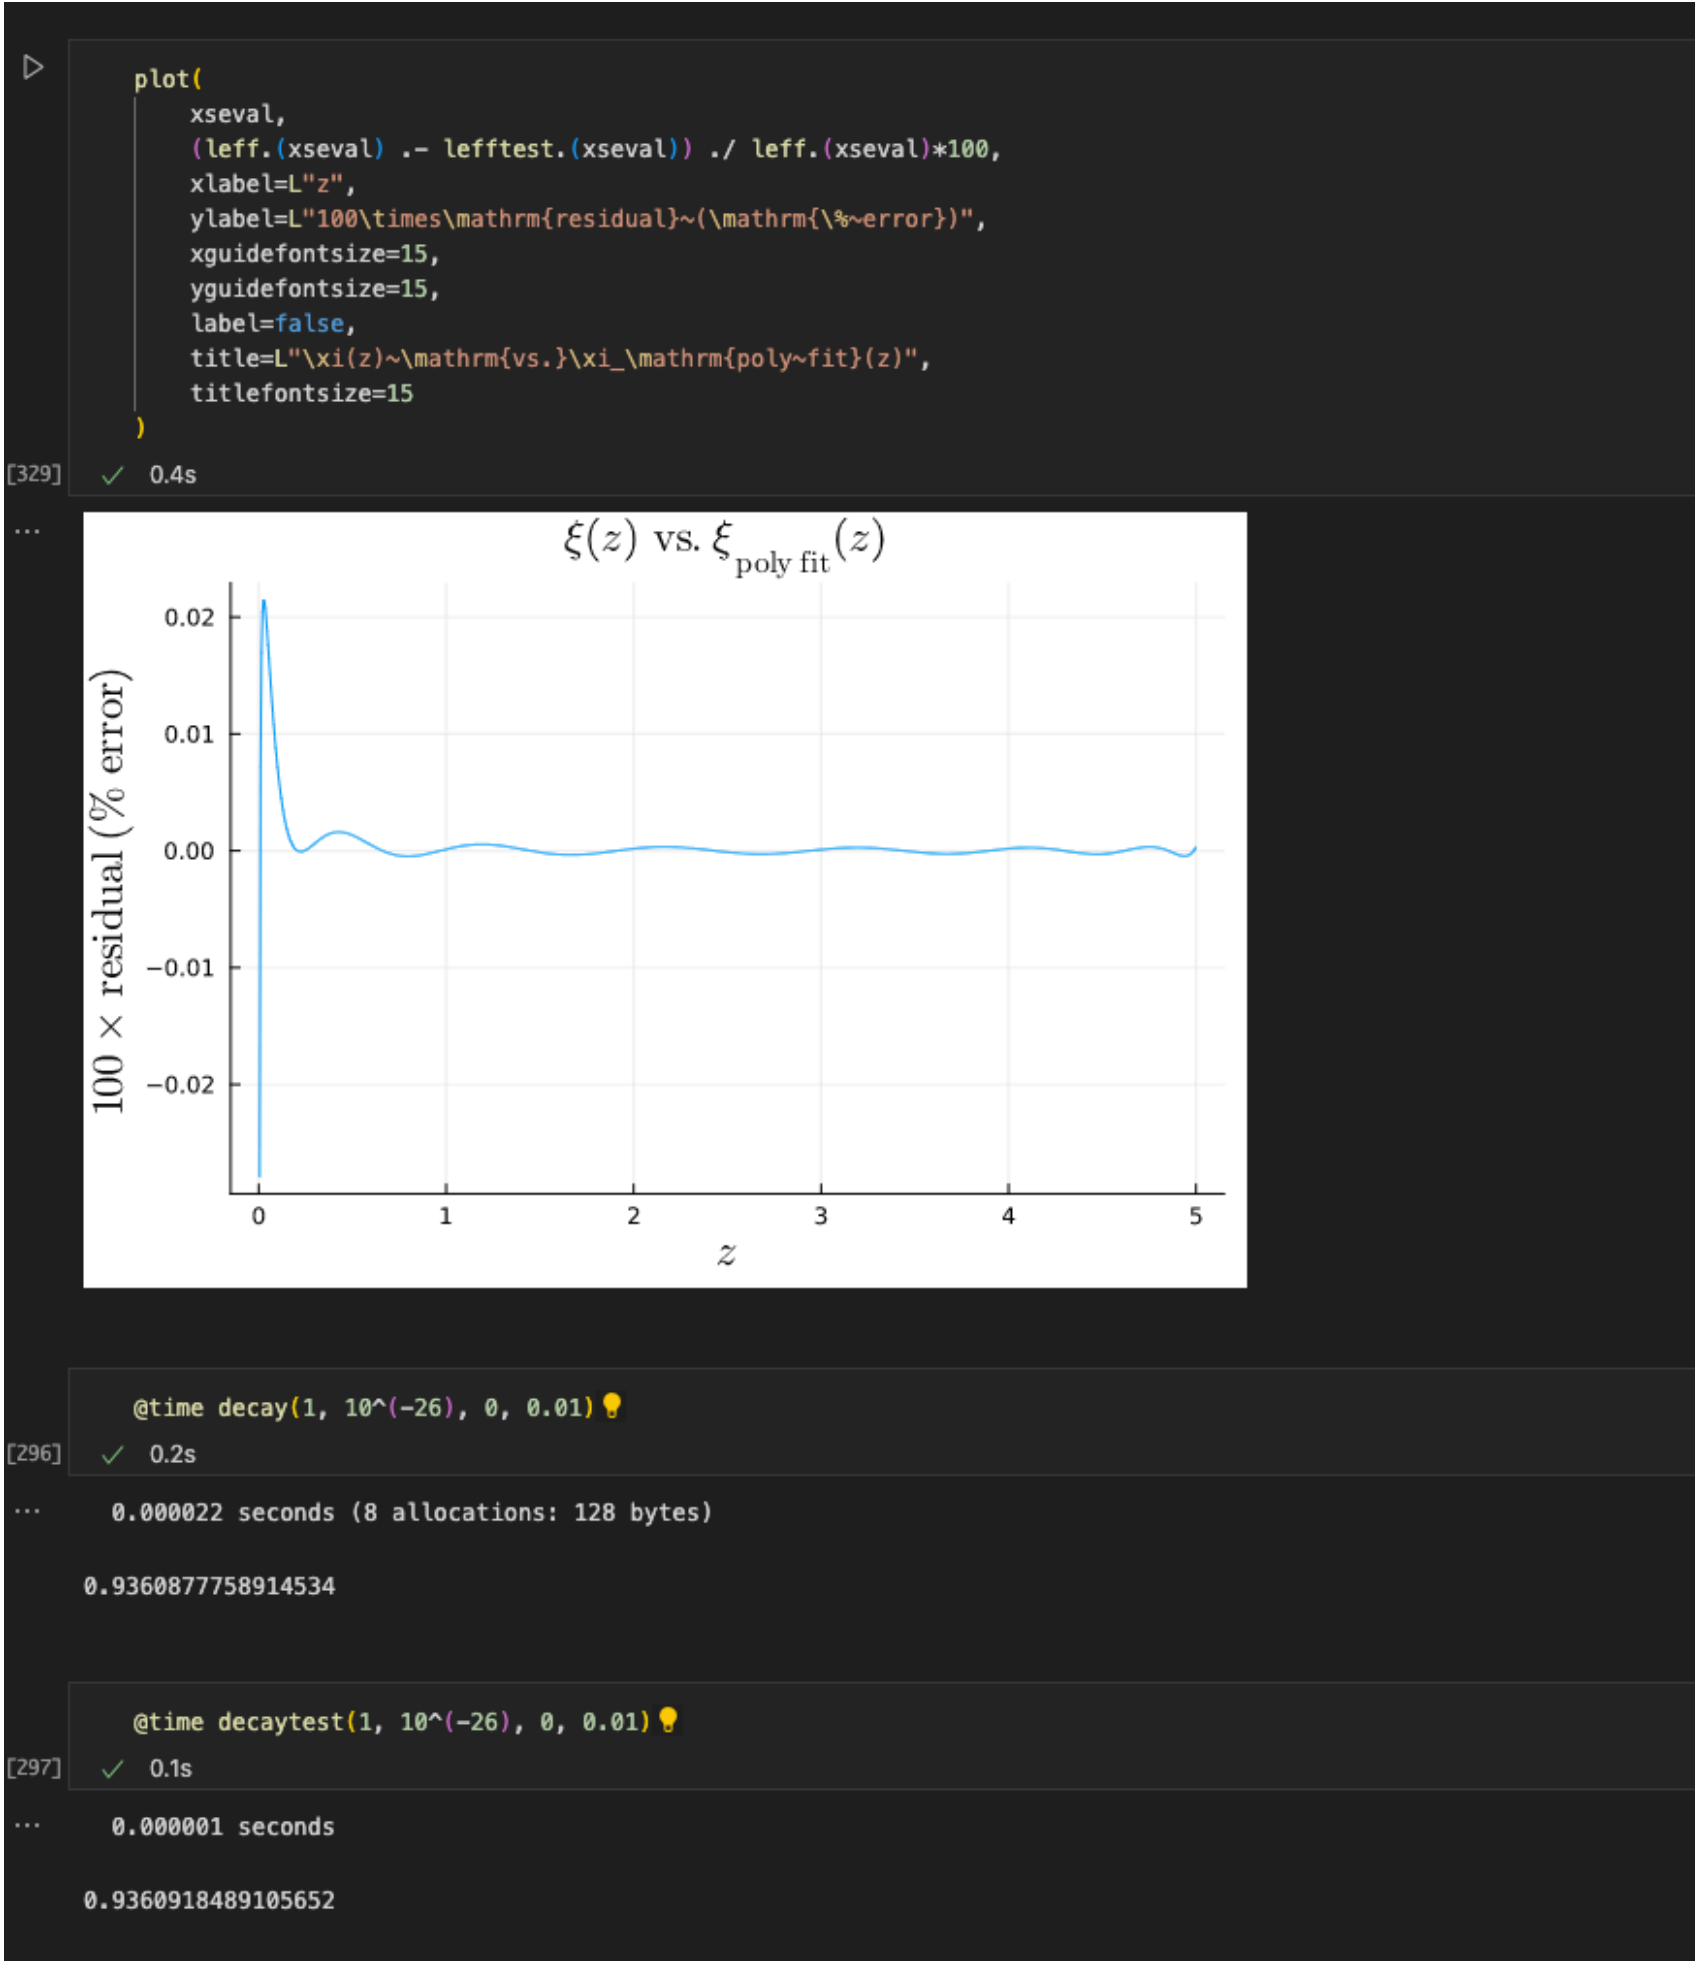 plot(
xseval,
(leff.(xseval) .- lefftest.(xseval)) ./ leff.(xseval)*100,
xlabel=L"z",
ylabel=L"100\times\mathrm{residual}~(\mathrm{\%~error})",
xguidefontsize=15,
yguidefontsize=15,
label=false,
title=L"\xi(z)~\mathrm{vs.}\xi_\mathrm{poly~fit}(z)",
titlefontsize=15
)
[329] ✓ 0.4s
...
ξ(z) vs. ξ_poly fit(z)
100 × residual (% error)
0.02
0.01
0.00
−0.01
−0.02
0 1 2 3 4 5
z
@time decay(1, 10^(-26), 0, 0.01)
[296] ✓ 0.2s
... 0.000022 seconds (8 allocations: 128 bytes)
0.9360877758914534
@time decaytest(1, 10^(-26), 0, 0.01)
[297] ✓ 0.1s
... 0.000001 seconds
0.9360918489105652